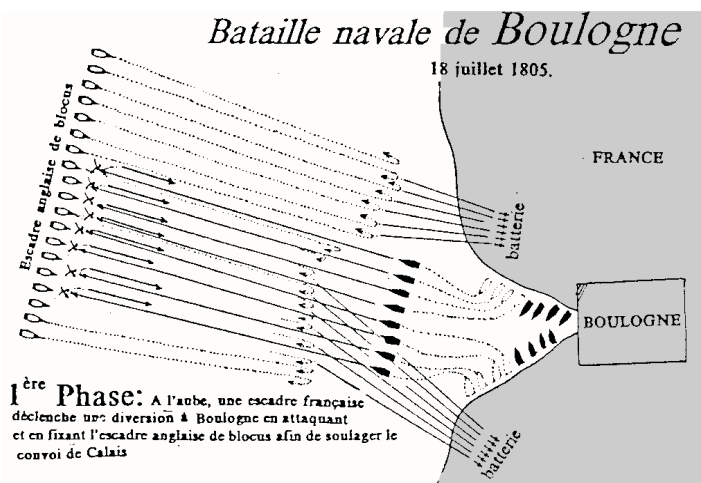 Bataille navale de Boulogne
18 juillet 1805.
Escadre anglaise de blocus
FRANCE
batterie
BOULOGNE
batterie
1ère Phase: A l'aube, une escadre française
déclenche une diversion à Boulogne en attaquant
et en fixant l'escadre anglaise de blocus afin de soulager le
convoi de Calais